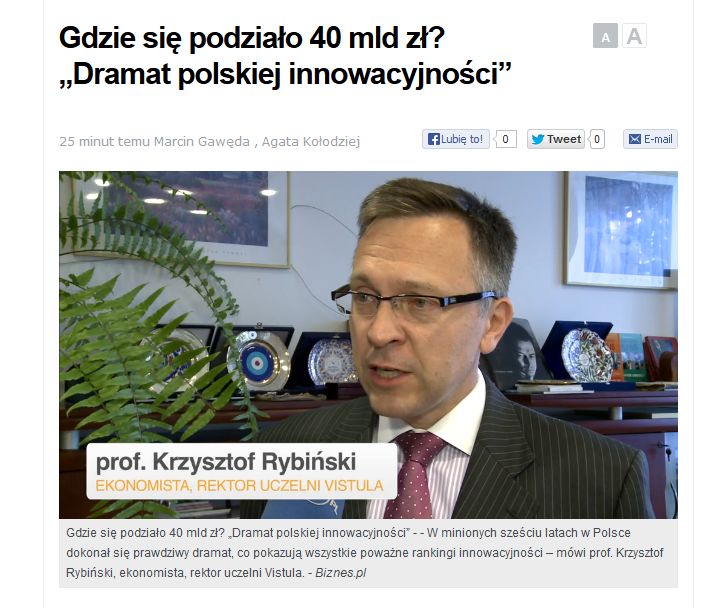 Gdzie się podziało 40 mld zł?
„Dramat polskiej innowacyjności”
A A
25 minut temu Marcin Gawęda , Agata Kołodziej
Lubię to! 0 Tweet 0 E-mail
prof. Krzysztof Rybiński
EKONOMISTA, REKTOR UCZELNI VISTULA
Gdzie się podziało 40 mld zł? „Dramat polskiej innowacyjności” - - W minionych sześciu latach w Polsce
dokonał się prawdziwy dramat, co pokazują wszystkie poważne rankingi innowacyjności – mówi prof. Krzysztof
Rybiński, ekonomista, rektor uczelni Vistula. - Biznes.pl